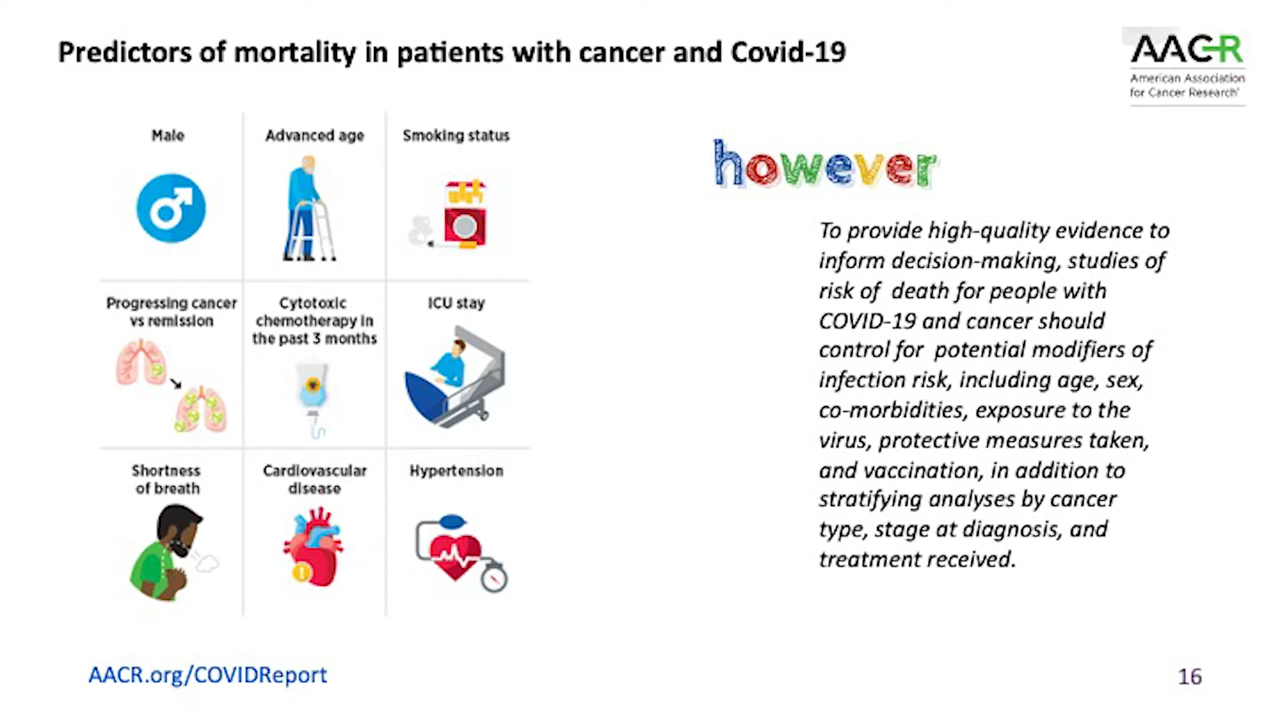 Predictors of mortality in patients with cancer and Covid-19
AACR
American Association
for Cancer Research®
Male
Advanced age
Smoking status
Progressing cancer
vs remission
Cytotoxic
chemotherapy in
the past 3 months
ICU stay
Shortness
of breath
Cardiovascular
disease
Hypertension
however
To provide high-quality evidence to
inform decision-making, studies of
risk of death for people with
COVID-19 and cancer should
control for potential modifiers of
infection risk, including age, sex,
co-morbidities, exposure to the
virus, protective measures taken,
and vaccination, in addition to
stratifying analyses by cancer
type, stage at diagnosis, and
treatment received.
AACR.org/COVIDReport
16